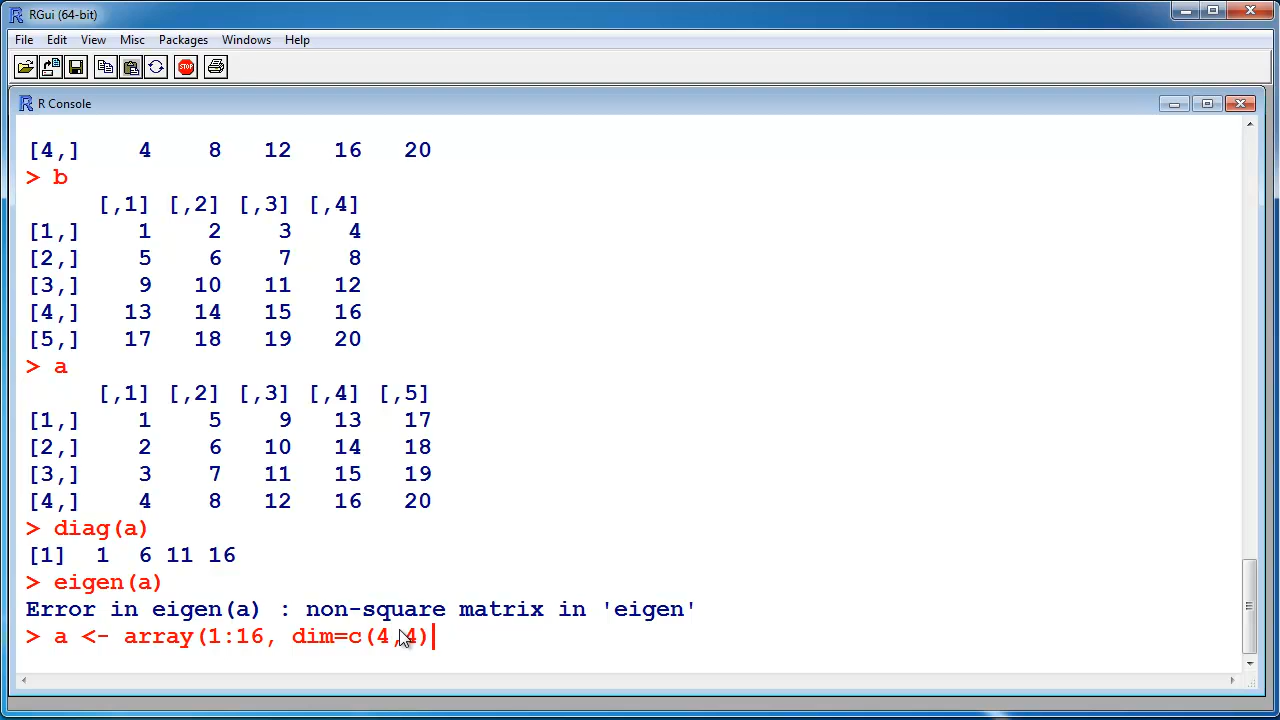 RGui (64-bit)
File Edit View Misc Packages Windows Help
STOP
R Console
[4,] 4 8 12 16 20
> b
[,1] [,2] [,3] [,4]
[1,] 1 2 3 4
[2,] 5 6 7 8
[3,] 9 10 11 12
[4,] 13 14 15 16
[5,] 17 18 19 20
> a
[,1] [,2] [,3] [,4] [,5]
[1,] 1 5 9 13 17
[2,] 2 6 10 14 18
[3,] 3 7 11 15 19
[4,] 4 8 12 16 20
> diag(a)
[1] 1 6 11 16
> eigen(a)
Error in eigen(a) : non-square matrix in 'eigen'
> a <- array(1:16, dim=c(4,4)